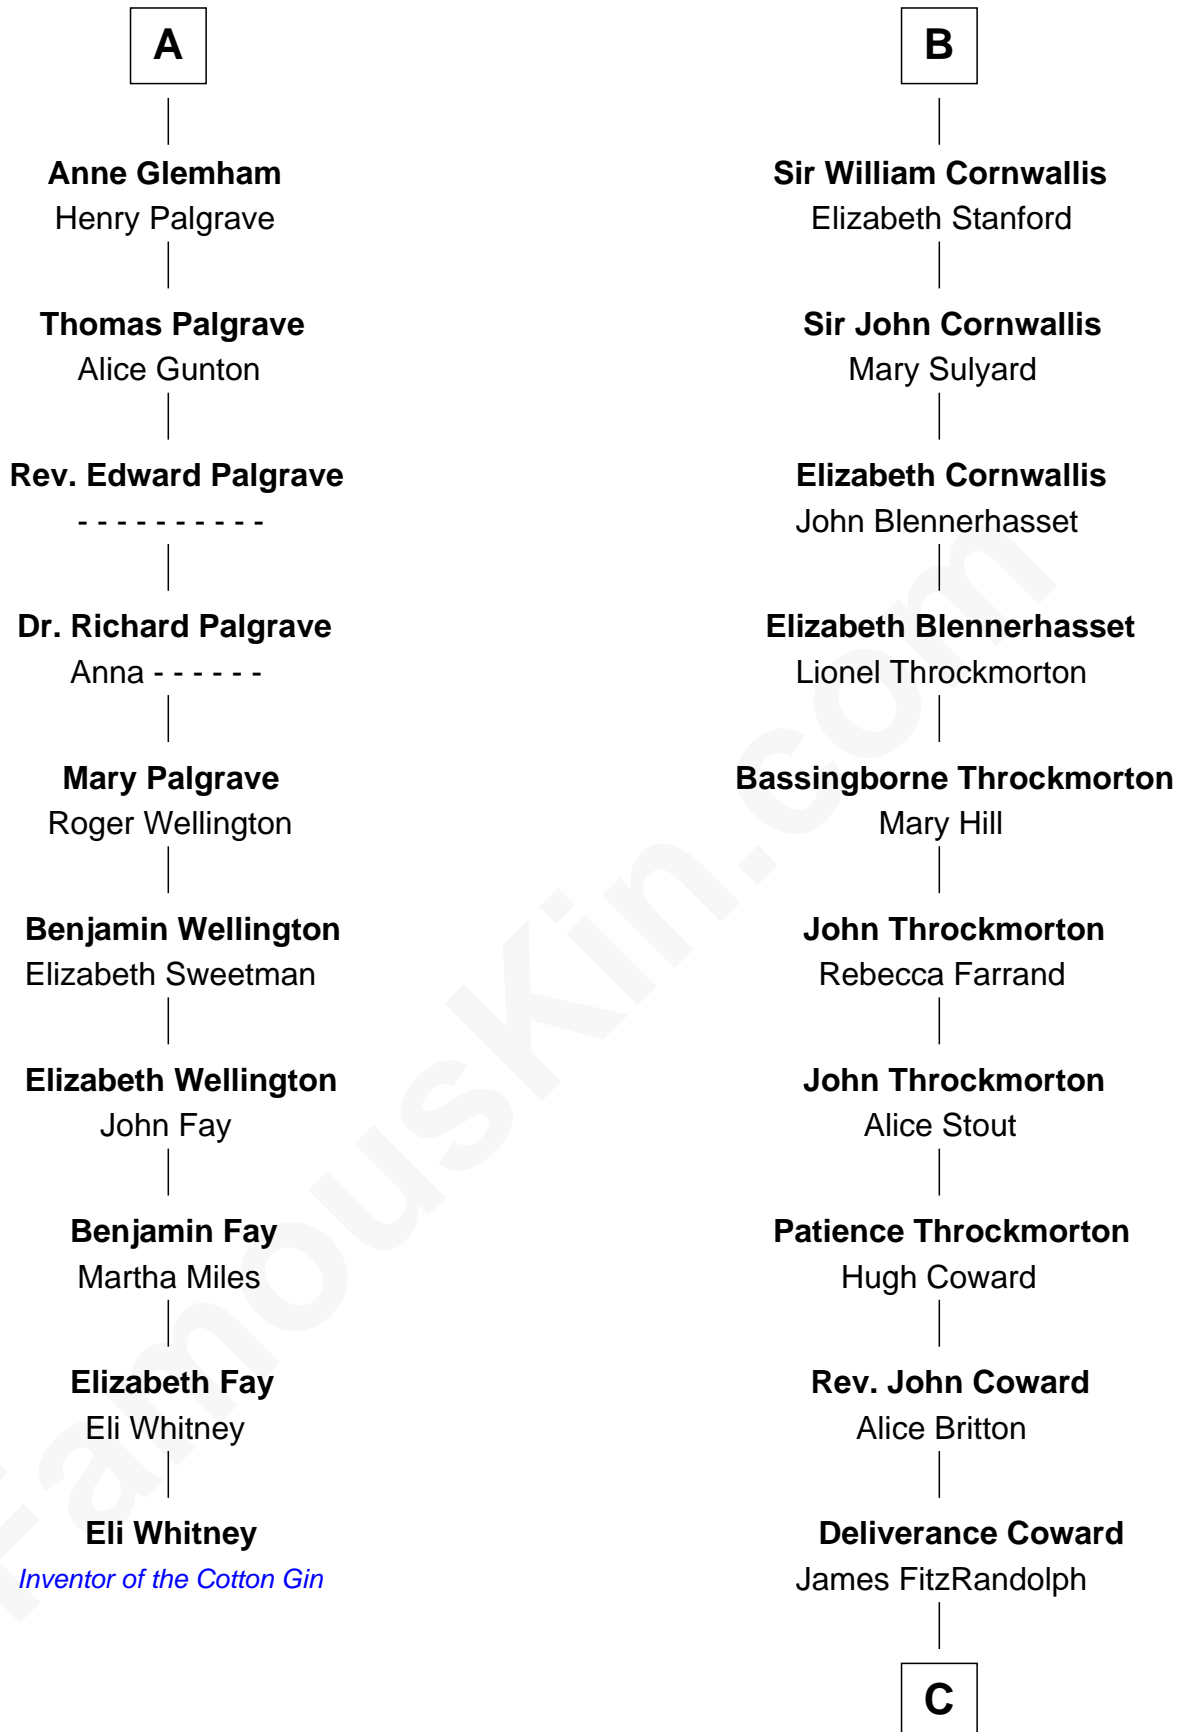 A
Anne Glemham
Henry Palgrave
Thomas Palgrave
Alice Gunton
Rev. Edward Palgrave
- - - - - - - - - -
Dr. Richard Palgrave
Anna - - - - - -
Mary Palgrave
Roger Wellington
Benjamin Wellington
Elizabeth Sweetman
Elizabeth Wellington
John Fay
Benjamin Fay
Martha Miles
Elizabeth Fay
Eli Whitney
Eli Whitney
Inventor of the Cotton Gin
B
Sir William Cornwallis
Elizabeth Stanford
Sir John Cornwallis
Mary Sulyard
Elizabeth Cornwallis
John Blennerhasset
Elizabeth Blennerhasset
Lionel Throckmorton
Bassingborne Throckmorton
Mary Hill
John Throckmorton
Rebecca Farrand
John Throckmorton
Alice Stout
Patience Throckmorton
Hugh Coward
Rev. John Coward
Alice Britton
Deliverance Coward
James FitzRandolph
C
FamousKin.com